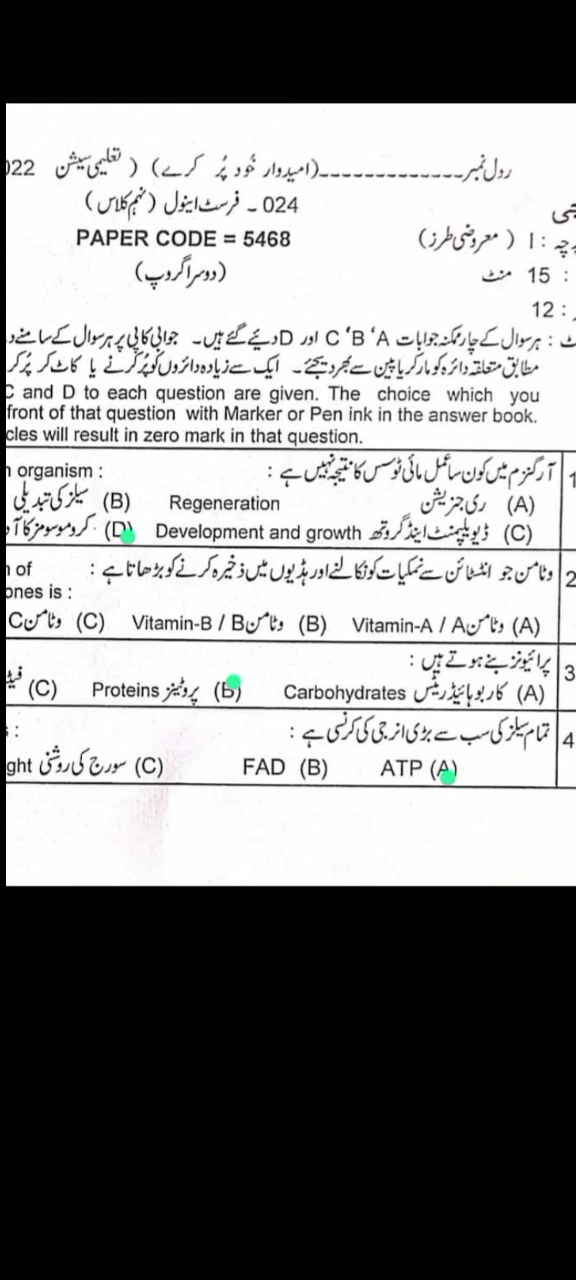 رول نمبر-------------(امیدوار خُود پُر کرے) ( تعلیمی سیشن 022
024 ۔ فرسٹ اینول (نہم کلاس)
جی
PAPER CODE = 5468
رچہ : I ( معروضی طرز)
(دوسرا گروپ)
: 15 منٹ
: 12
ٹ : ہر سوال کے چار ممکنہ جوابات A ‘B ‘C اور D دیئے گئے ہیں۔ جوابی کاپی پر ہر سوال کے سامنے د
مطابق متعلقہ دائرہ کو مارکر یا پین سے بھر دیجئے۔ ایک سے زیادہ دائروں کو پُر کرنے یا کاٹ کر پُر کر
C and D to each question are given. The choice which you
front of that question with Marker or Pen ink in the answer book.
cles will result in zero mark in that question.
1 آرگنزم میں کون سا عمل مائی ٹوسس کا نتیجہ نہیں ہے : n organism :
(A) ری جنریشن Regeneration (B) سیلز کی تبدیلی
(C) ڈیویلپمنٹ اینڈ گروتھ Development and growth (D) کروموسومز کا آ
2 وٹامن جو انٹسٹائن سے نمکیات کو نکالنے اور ہڈیوں میں ذخیرہ کرنے کو بڑھاتا ہے : n of
ones is :
(A) وٹامن A / Vitamin-A (B) وٹامن B / Vitamin-B (C) وٹامن C
3 پرائیونز بنے ہوتے ہیں :
(A) کاربوہائیڈریٹس Carbohydrates (B) پروٹینز Proteins (C) فیٹ
4 تمام سیلز کی سب سے بڑی انرجی کی کرنسی ہے : s :
(A) ATP (B) FAD (C) سورج کی روشنی ght